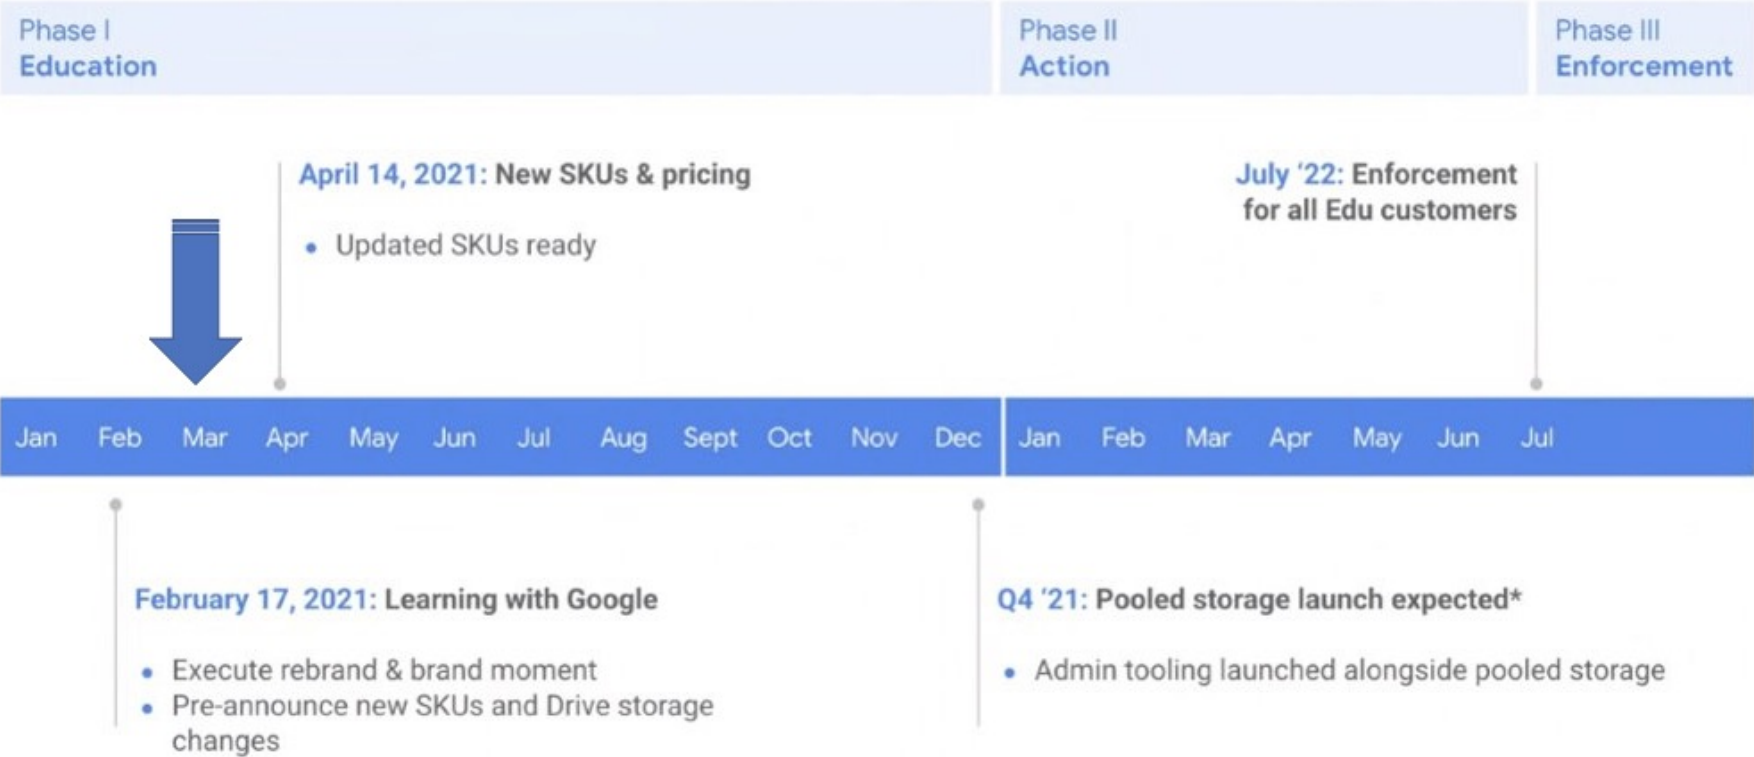 Phase I
Education
Phase II
Action
Phase III
Enforcement
April 14, 2021: New SKUs & pricing
• Updated SKUs ready
July ‘22: Enforcement
for all Edu customers
Jan Feb Mar Apr May Jun Jul Aug Sept Oct Nov Dec Jan Feb Mar Apr May Jun Jul
February 17, 2021: Learning with Google
• Execute rebrand & brand moment
• Pre-announce new SKUs and Drive storage
changes
Q4 ‘21: Pooled storage launch expected*
• Admin tooling launched alongside pooled storage